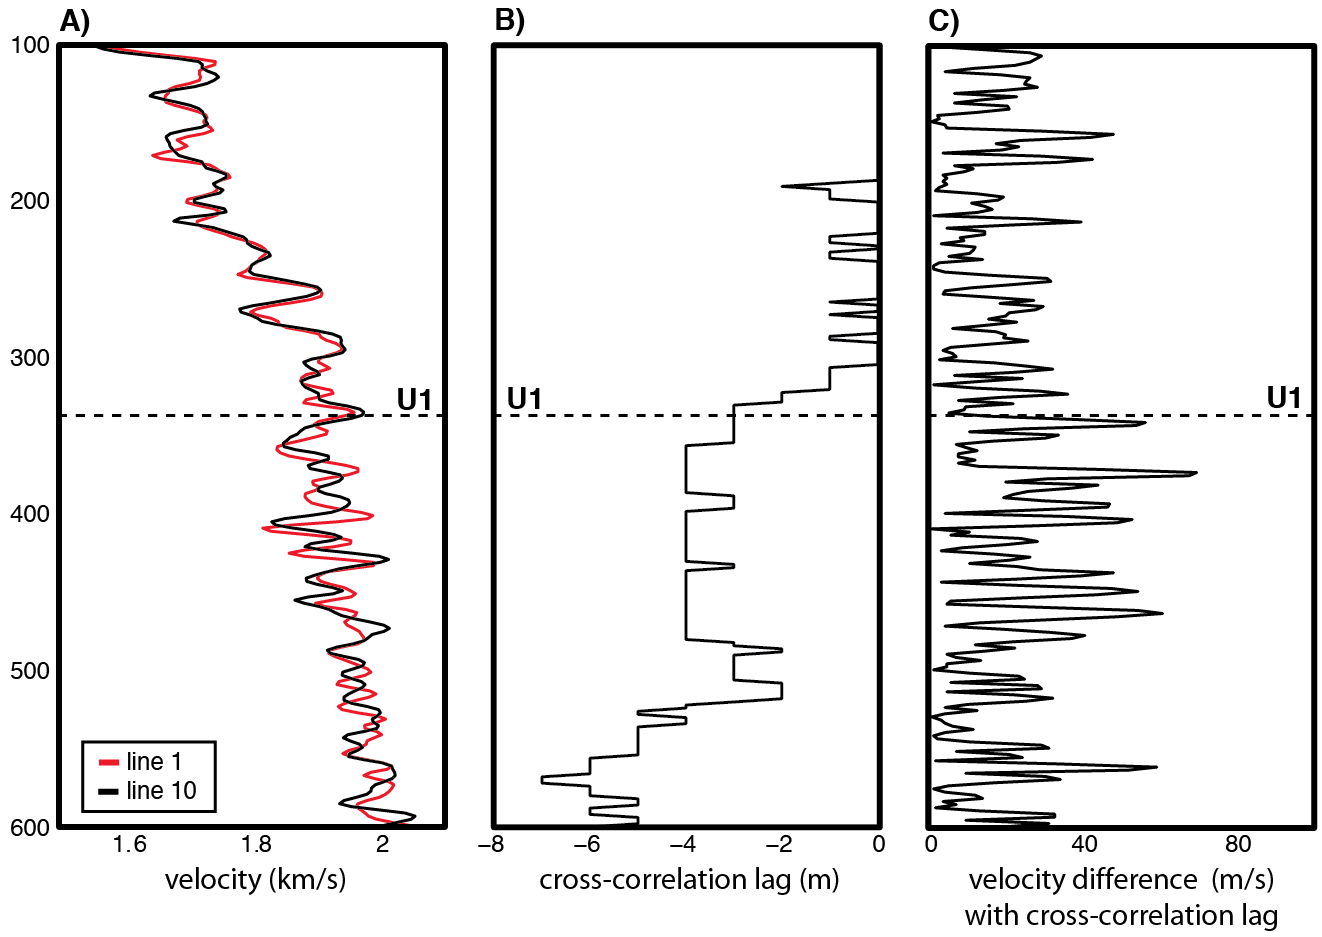 A)
B)
C)
100
200
300
400
500
600
U1
U1
U1
line 1
line 10
1.6
1.8
2
−8
−6
−4
−2
0
0
40
80
velocity (km/s)
cross-correlation lag (m)
velocity difference (m/s)
with cross-correlation lag